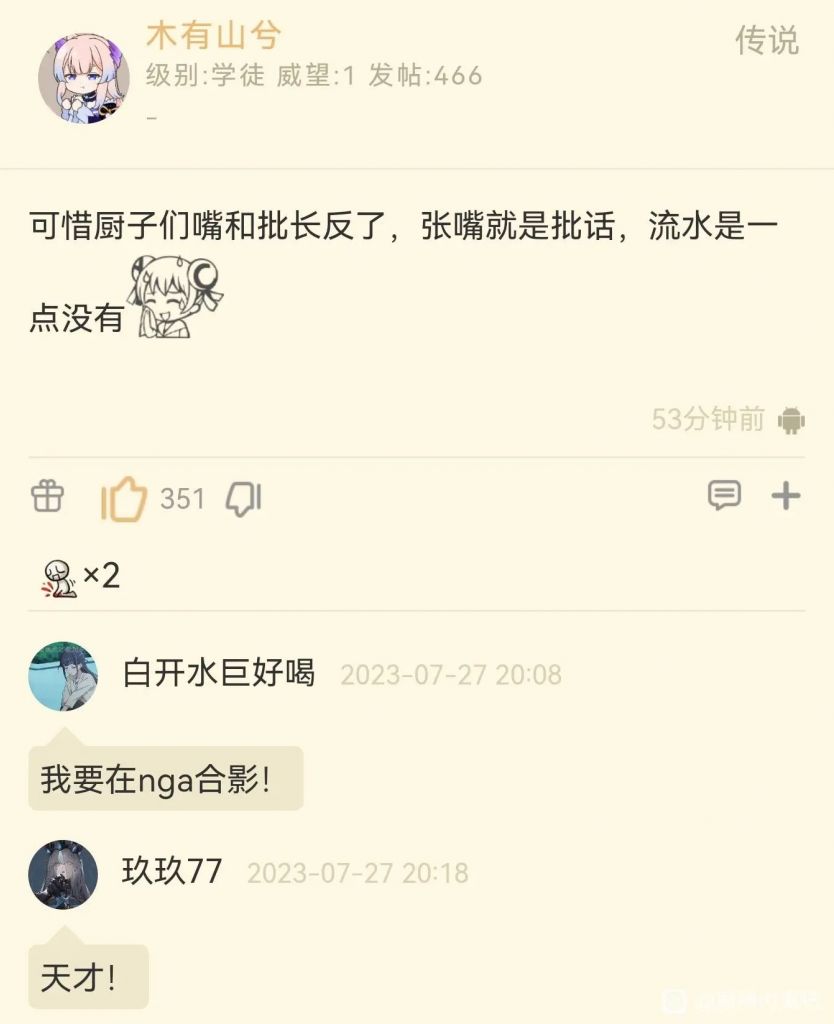 木有山兮
传说
级别:学徒 威望:1 发帖:466
-
可惜厨子们嘴和批长反了，张嘴就是批话，流水是一
点没有
53分钟前
351
×2
白开水巨好喝 2023-07-27 20:08
我要在nga合影！
玖玖77 2023-07-27 20:18
天才！